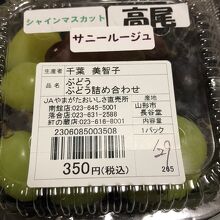 シャインマスカット
高尾
サニールージュ
生産者 千葉 美智子
品名 ぶどう
ぶどう詰め合わせ
JAやまがたおいしさ直売所
南館店 023-645-5001
落合店 023-631-2588
紅の蔵店 023-616-8001
産地
山形市
長谷堂
内容量
1パック
2306085003508
350円(税込)
265